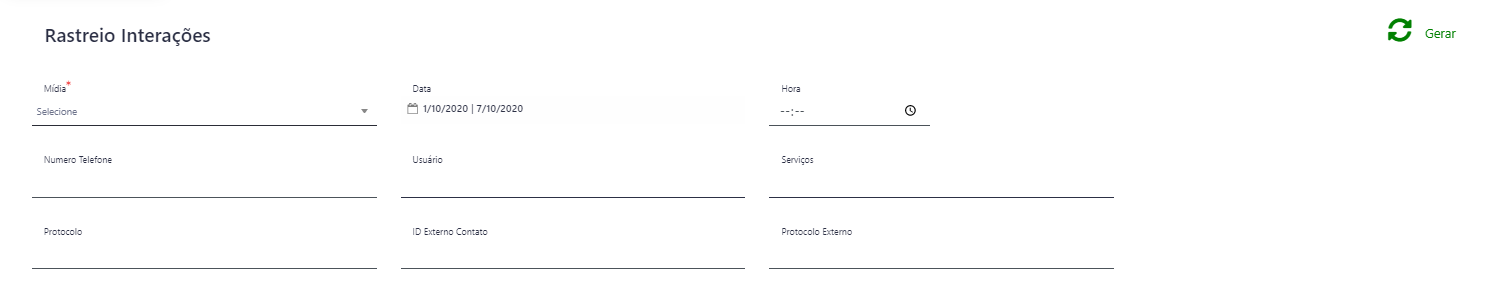 Rastreio Interações
Gerar
Mídia*
Data
Hora
Selecione
1/10/2020 | 7/10/2020
--:--
Numero Telefone
Usuário
Serviços
Protocolo
ID Externo Contato
Protocolo Externo